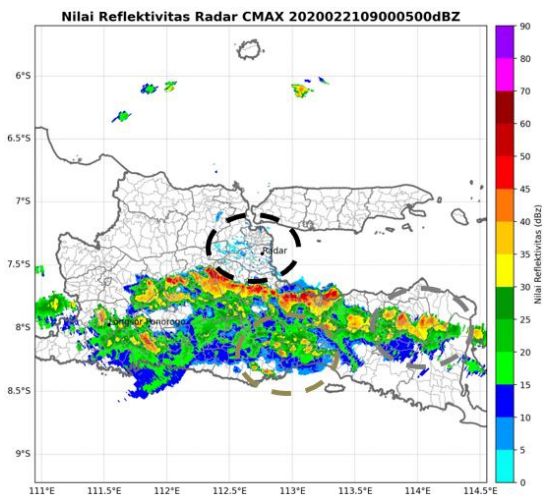 Nilai Reflektivitas Radar CMAX 2020022109000500dBZ
6°S
6.5°S
7°S
7.5°S
8°S
8.5°S
9°S
Radar
Longsor Ponorogo
111°E
111.5°E
112°E
112.5°E
113°E
113.5°E
114°E
114.5°E
90
80
70
60
55
50
45
40
35
30
25
20
15
10
5
0
Nilai Reflektivitas (dBz)